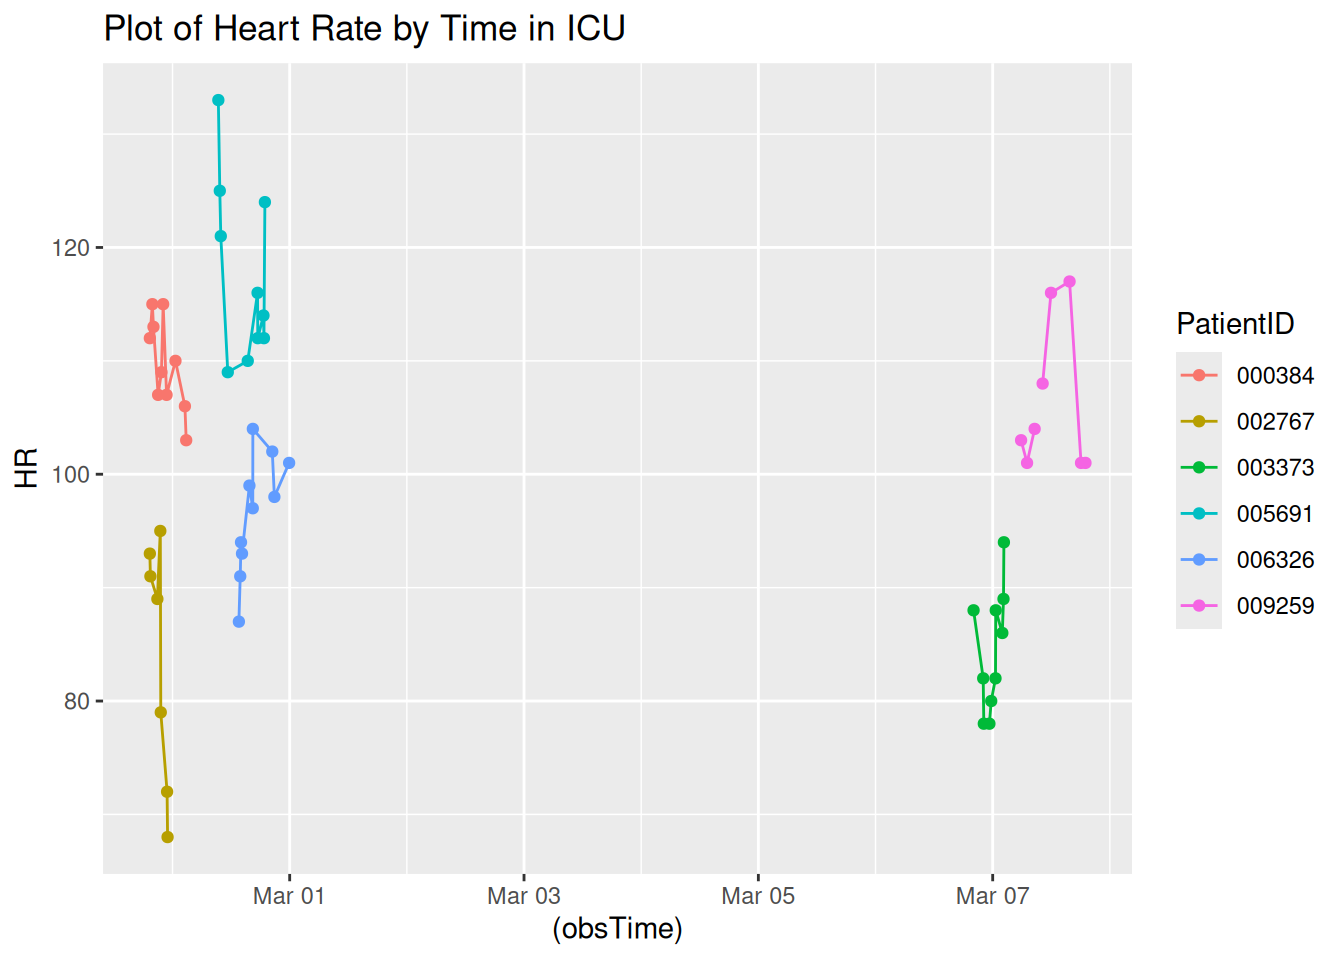 Plot of Heart Rate by Time in ICU
HR
120
100
80
Mar 01
Mar 03
Mar 05
Mar 07
(obsTime)
PatientID
000384
002767
003373
005691
006326
009259